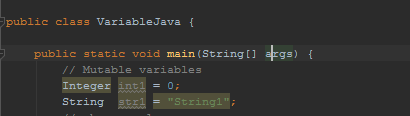 public class VariableJava {
public static void main(String[] args) {
// Mutable variables
Integer int1 = 0;
String str1 = "String1";